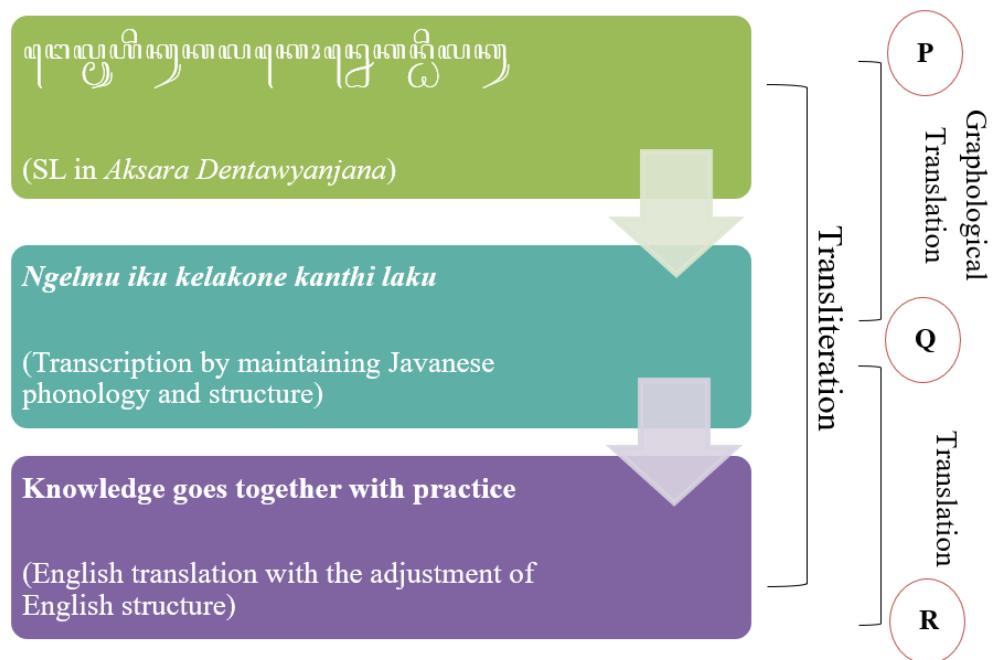 (SL in Aksara Dentawyanjana)
Ngelmu iku kelakone kanthi laku
(Transcription by maintaining Javanese
phonology and structure)
Knowledge goes together with practice
(English translation with the adjustment of
English structure)
Transliteration
P
Graphological
Translation
Q
Translation
R